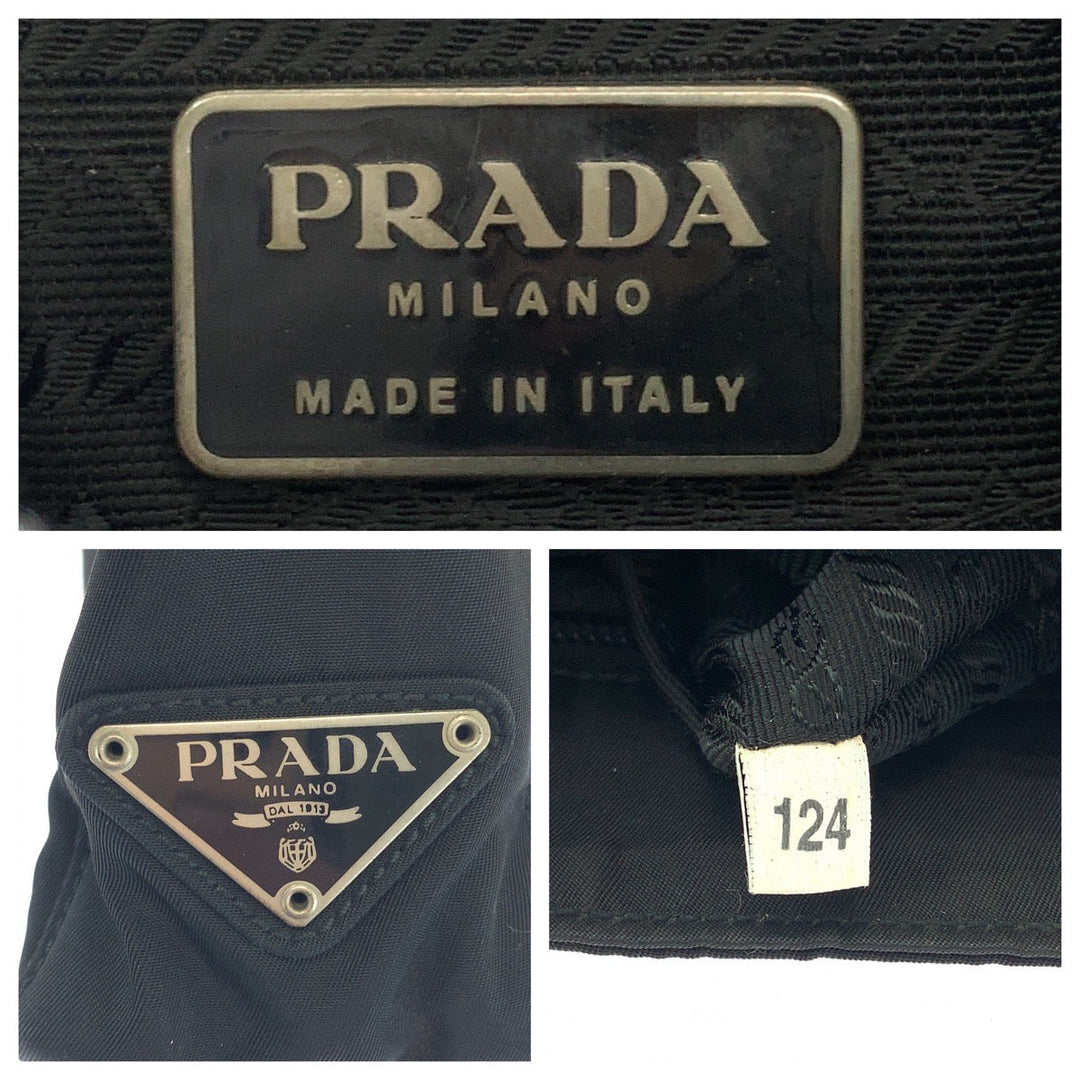 PRADA
MILANO
MADE IN ITALY
PRADA
MILANO
DAL 1913
124